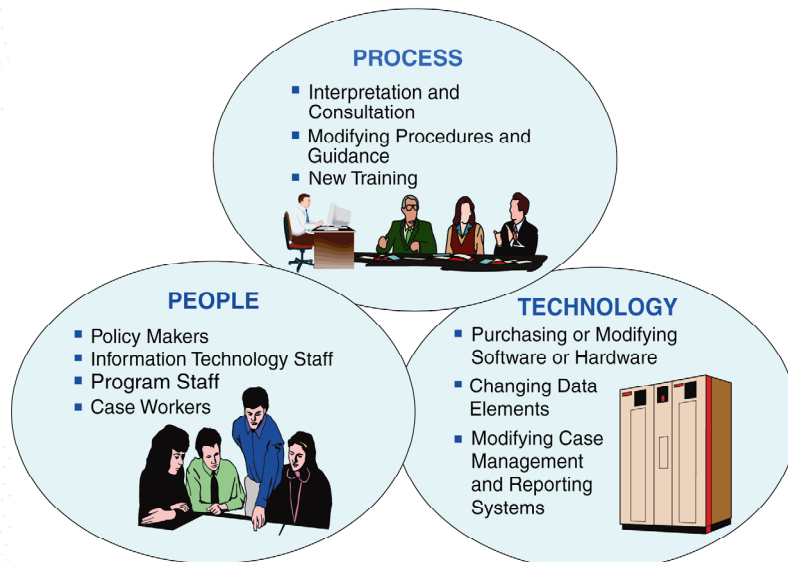 PROCESS
■ Interpretation and
Consultation
■ Modifying Procedures and
Guidance
■ New Training
PEOPLE
■ Policy Makers
■ Information Technology Staff
■ Program Staff
■ Case Workers
TECHNOLOGY
■ Purchasing or Modifying
Software or Hardware
■ Changing Data
Elements
■ Modifying Case
Management
and Reporting
Systems